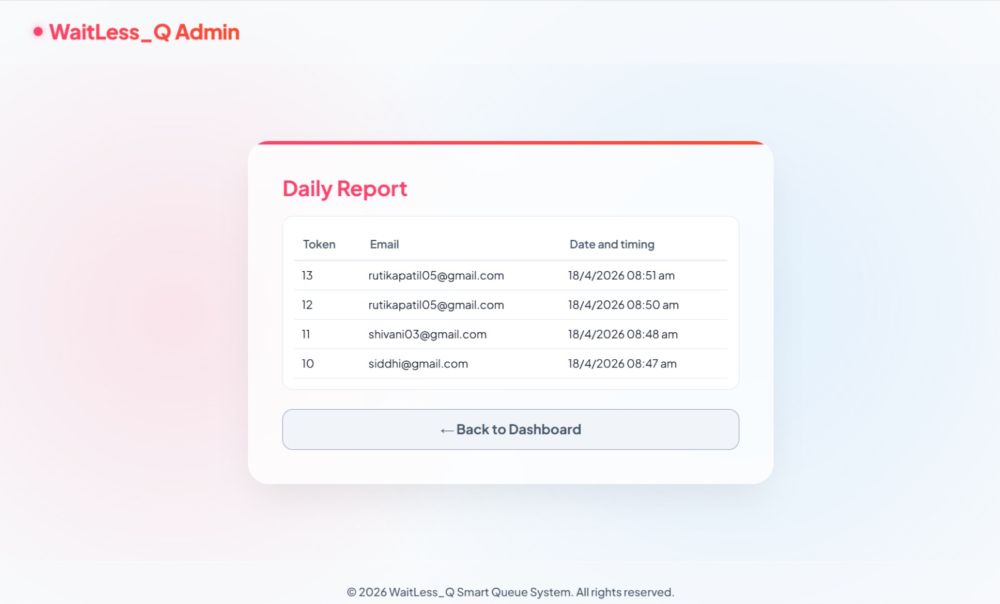 WaitLess_Q Admin
Daily Report
Token Email Date and timing
13 rutikapatil05@gmail.com 18/4/2026 08:51 am
12 rutikapatil05@gmail.com 18/4/2026 08:50 am
11 shivani03@gmail.com 18/4/2026 08:48 am
10 siddhi@gmail.com 18/4/2026 08:47 am
← Back to Dashboard
© 2026 WaitLess_Q Smart Queue System. All rights reserved.